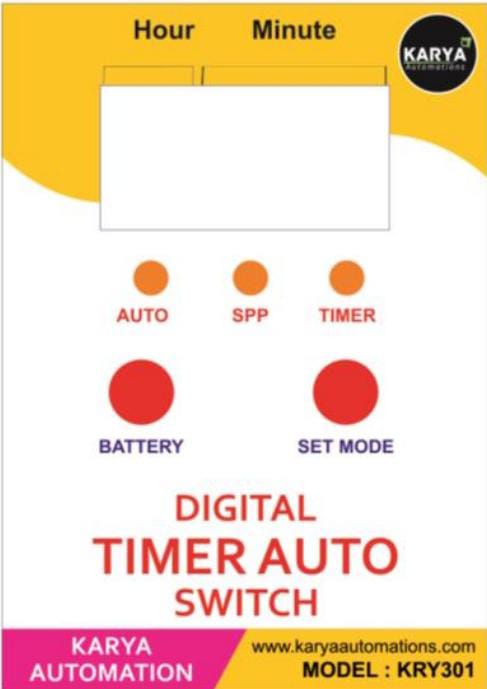 Hour Minute
KARYA
Automations
AUTO SPP TIMER
BATTERY SET MODE
DIGITAL
TIMER AUTO
SWITCH
KARYA
AUTOMATION
www.karyaautomations.com
MODEL : KRY301